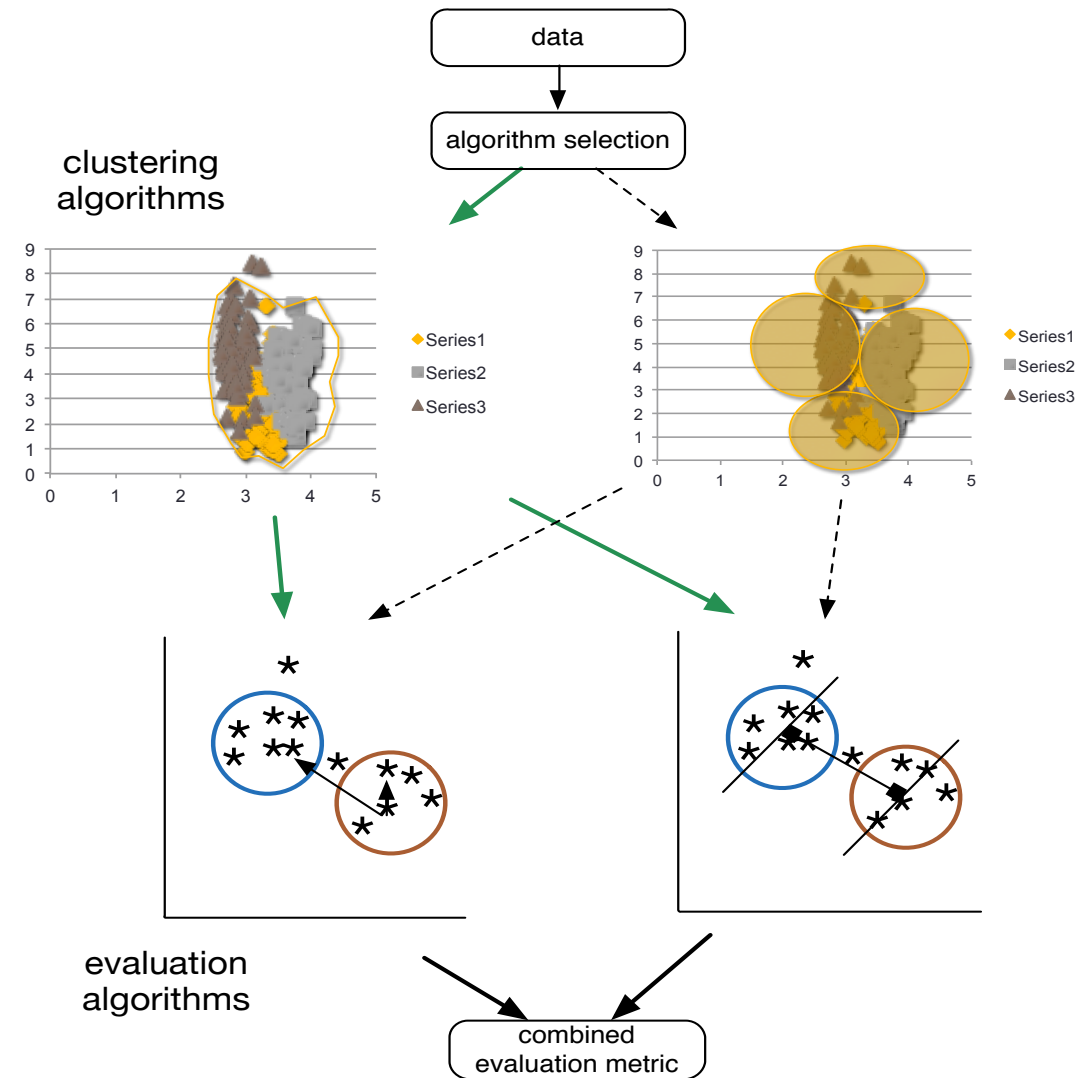 data
algorithm selection
clustering
algorithms
9
8
7
6
5
4
3
2
1
0
0 1 2 3 4 5
Series1
Series2
Series3
9
8
7
6
5
4
3
2
1
0
0 1 2 3 4 5
Series1
Series2
Series3
evaluation
algorithms
combined
evaluation metric